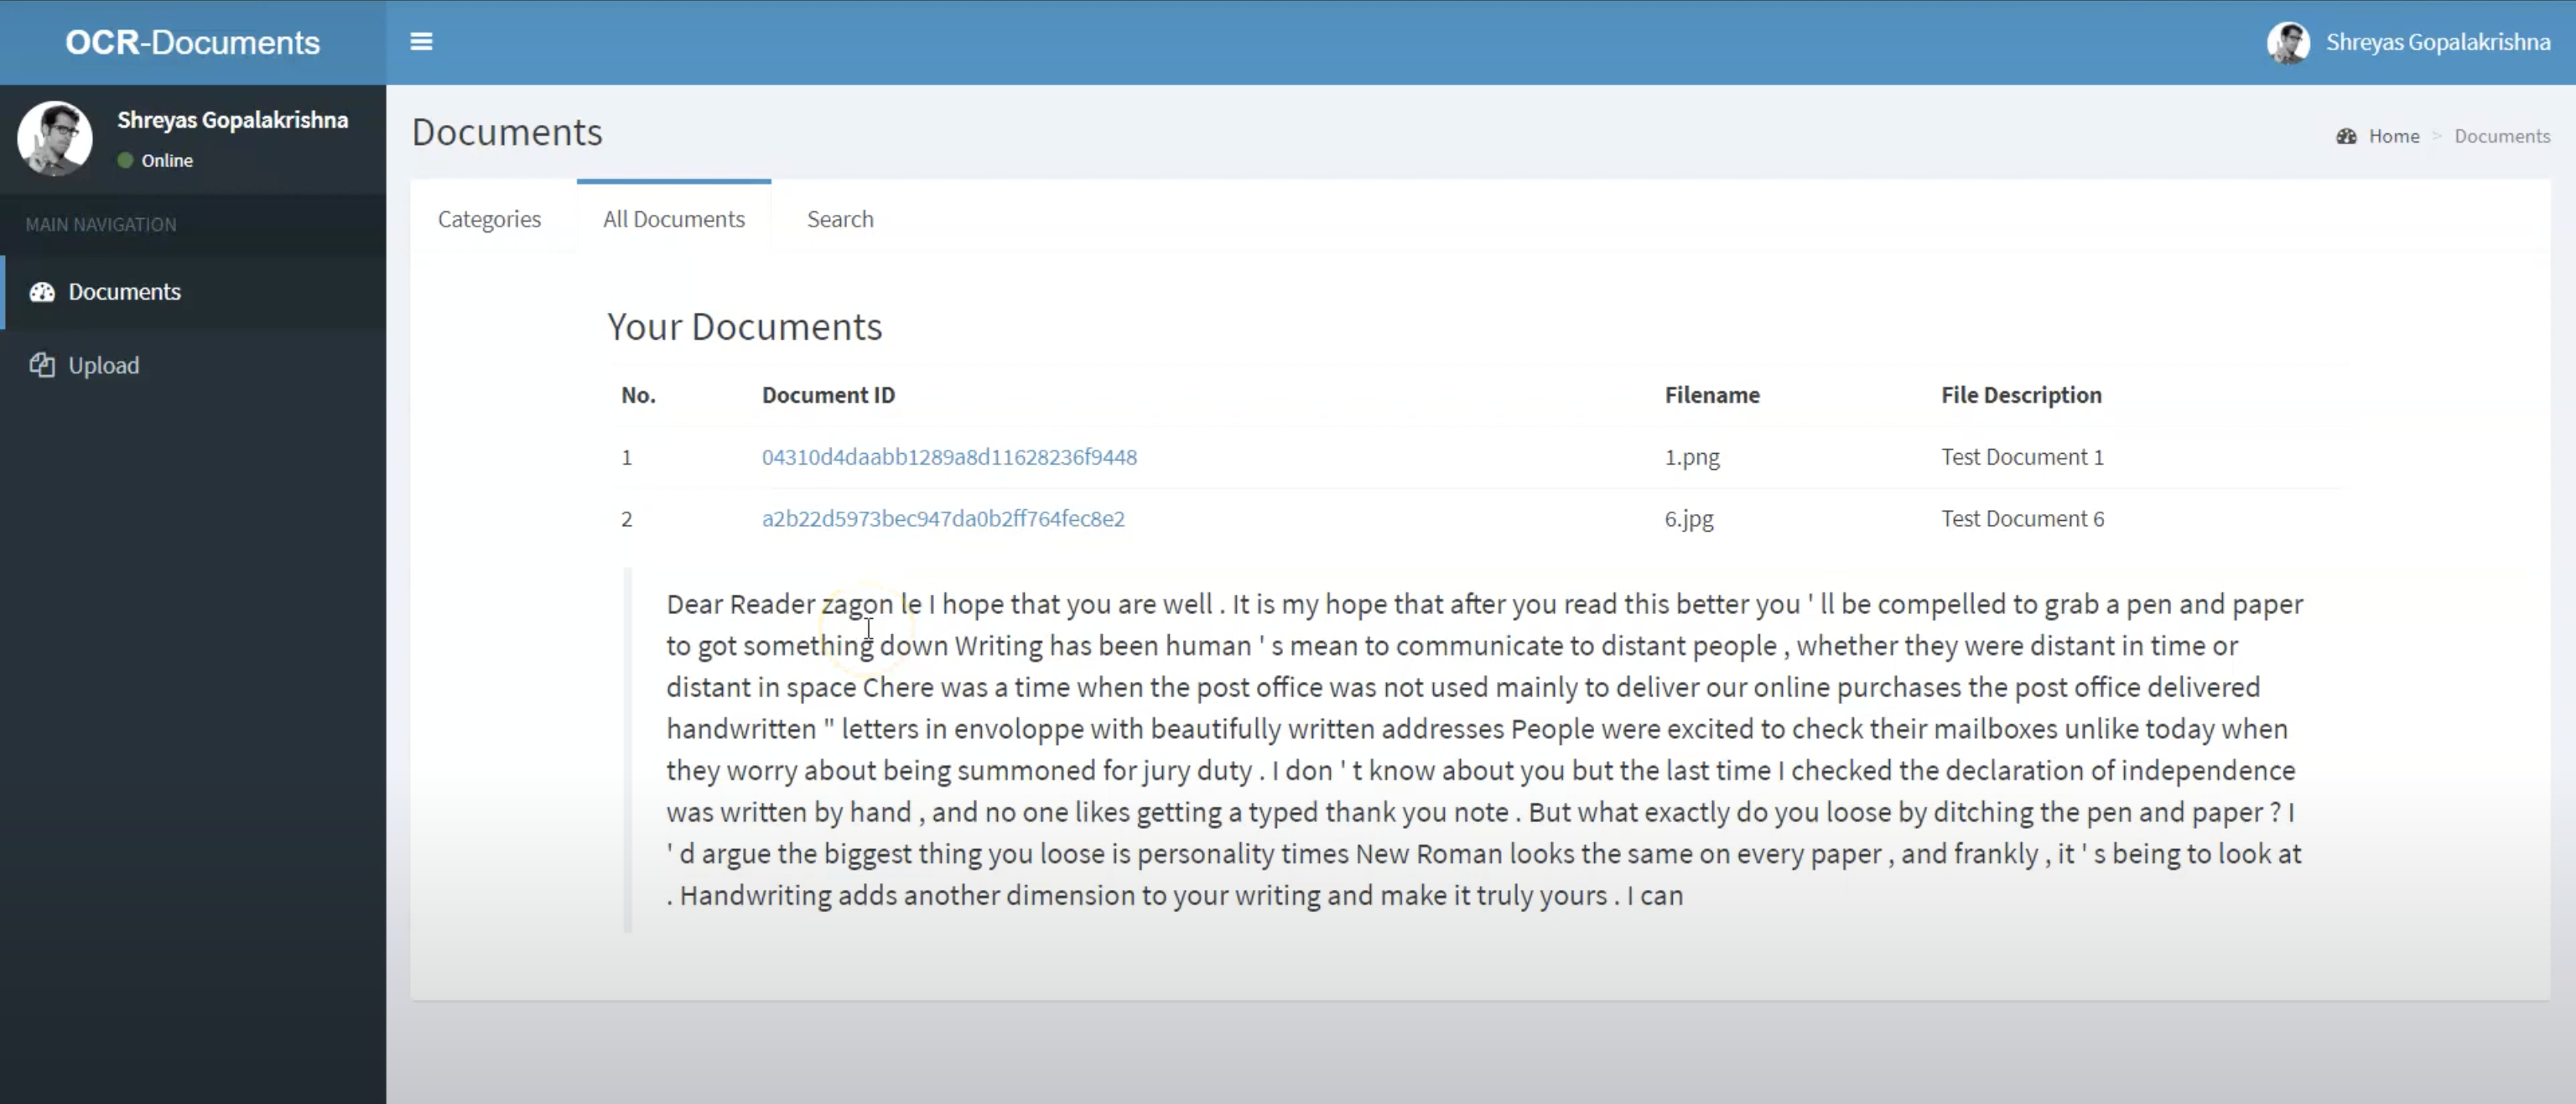 OCR-Documents
Shreyas Gopalakrishna
Shreyas Gopalakrishna
Online
MAIN NAVIGATION
Documents
Upload
Documents
Home > Documents
Categories All Documents Search
Your Documents
No. Document ID Filename File Description
1 04310d4daabb1289a8d11628236f9448 1.png Test Document 1
2 a2b22d5973bec947da0b2ff764fec8e2 6.jpg Test Document 6
Dear Reader zagon le I hope that you are well . It is my hope that after you read this better you ' ll be compelled to grab a pen and paper
to got something down Writing has been human ' s mean to communicate to distant people , whether they were distant in time or
distant in space Chere was a time when the post office was not used mainly to deliver our online purchases the post office delivered
handwritten " letters in envoloppe with beautifully written addresses People were excited to check their mailboxes unlike today when
they worry about being summoned for jury duty . I don ' t know about you but the last time I checked the declaration of independence
was written by hand , and no one likes getting a typed thank you note . But what exactly do you loose by ditching the pen and paper ? I
' d argue the biggest thing you loose is personality times New Roman looks the same on every paper , and frankly , it ' s being to look at
. Handwriting adds another dimension to your writing and make it truly yours . I can